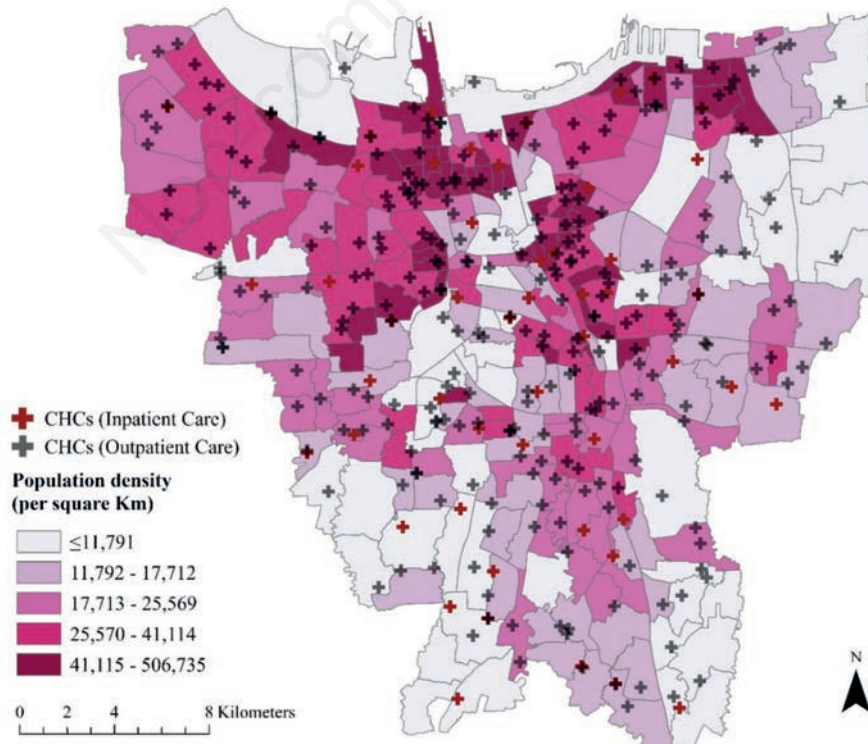 CHCs (Inpatient Care)
CHCs (Outpatient Care)
Population density
(per square Km)
≤11,791
11,792 - 17,712
17,713 - 25,569
25,570 - 41,114
41,115 - 506,735
0 2 4 8 Kilometers
N